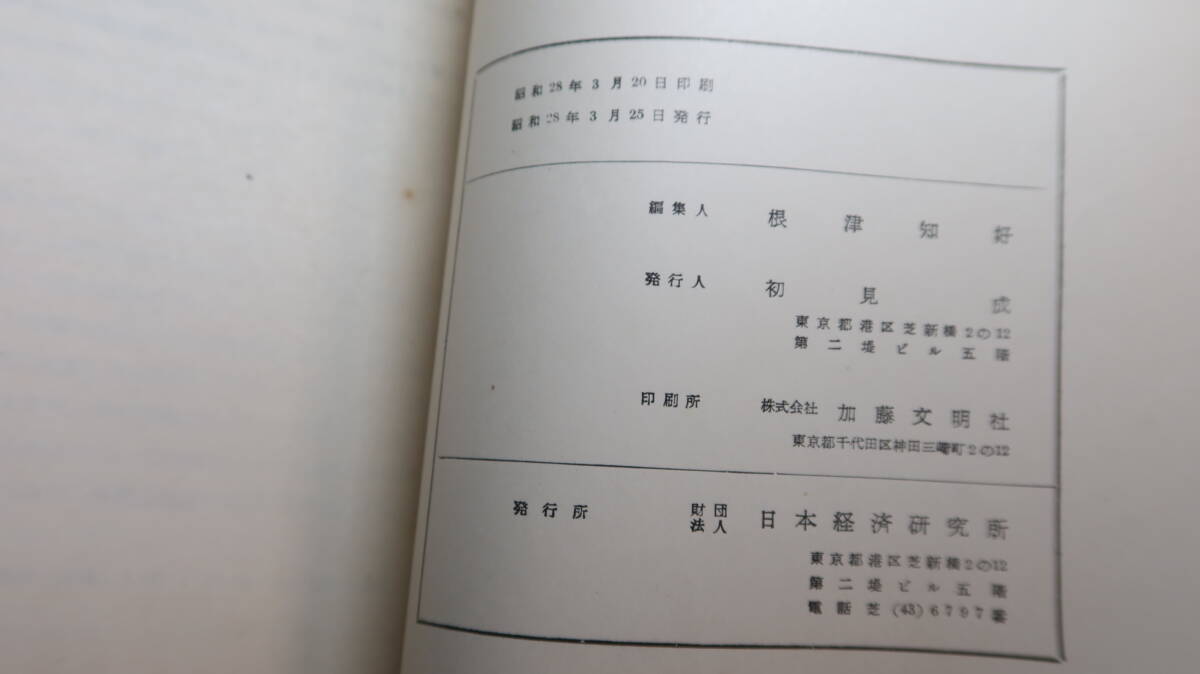 昭和28年3月20日印刷
昭和28年3月25日発行
編集人 根津知好
発行人 初見成
東京都港区芝新橋2の12
第二堤ビル五階
印刷所 株式会社 加藤文明社
東京都千代田区神田三崎町2の12
発行所 財団法人 日本経済研究所
東京都港区芝新橋2の12
第二堤ビル五階
電話芝(43)6797番